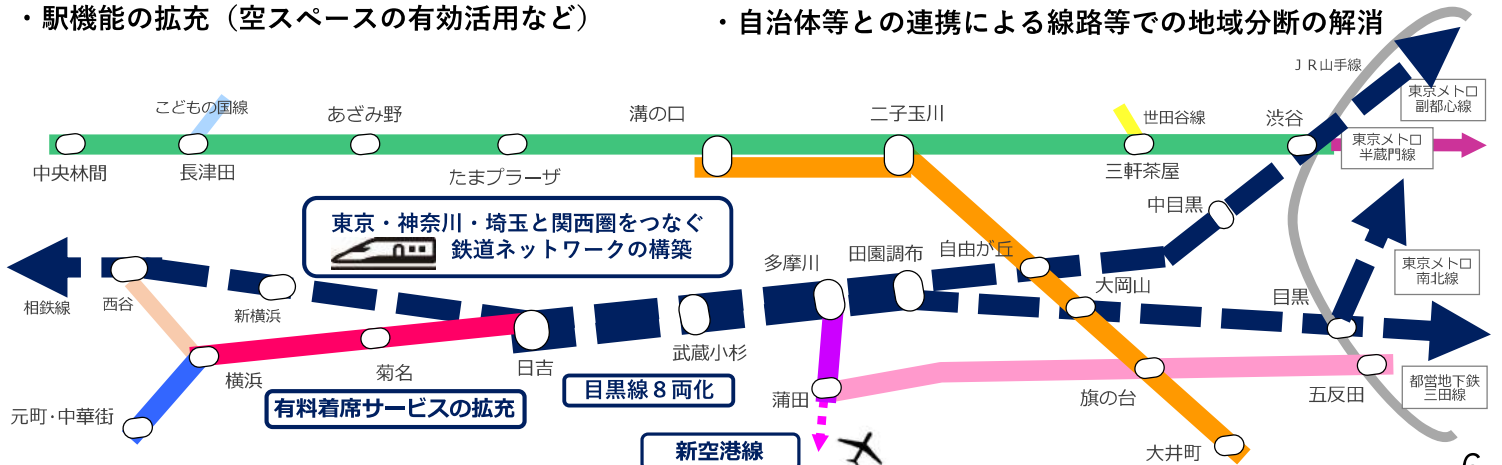 ・駅機能の拡充（空スペースの有効活用など）
・自治体等との連携による線路等での地域分断の解消
ＪＲ山手線
東京メトロ
副都心線
こどもの国線
あざみ野
溝の口
二子玉川
世田谷線
渋谷
東京メトロ
半蔵門線
中央林間
長津田
たまプラーザ
三軒茶屋
中目黒
東京・神奈川・埼玉と関西圏をつなぐ
鉄道ネットワークの構築
多摩川
田園調布
自由が丘
大岡山
東京メトロ
南北線
目黒
相鉄線
西谷
新横浜
武蔵小杉
日吉
菊名
横浜
目黒線８両化
蒲田
旗の台
五反田
都営地下鉄
三田線
元町･中華街
有料着席サービスの拡充
新空港線
大井町